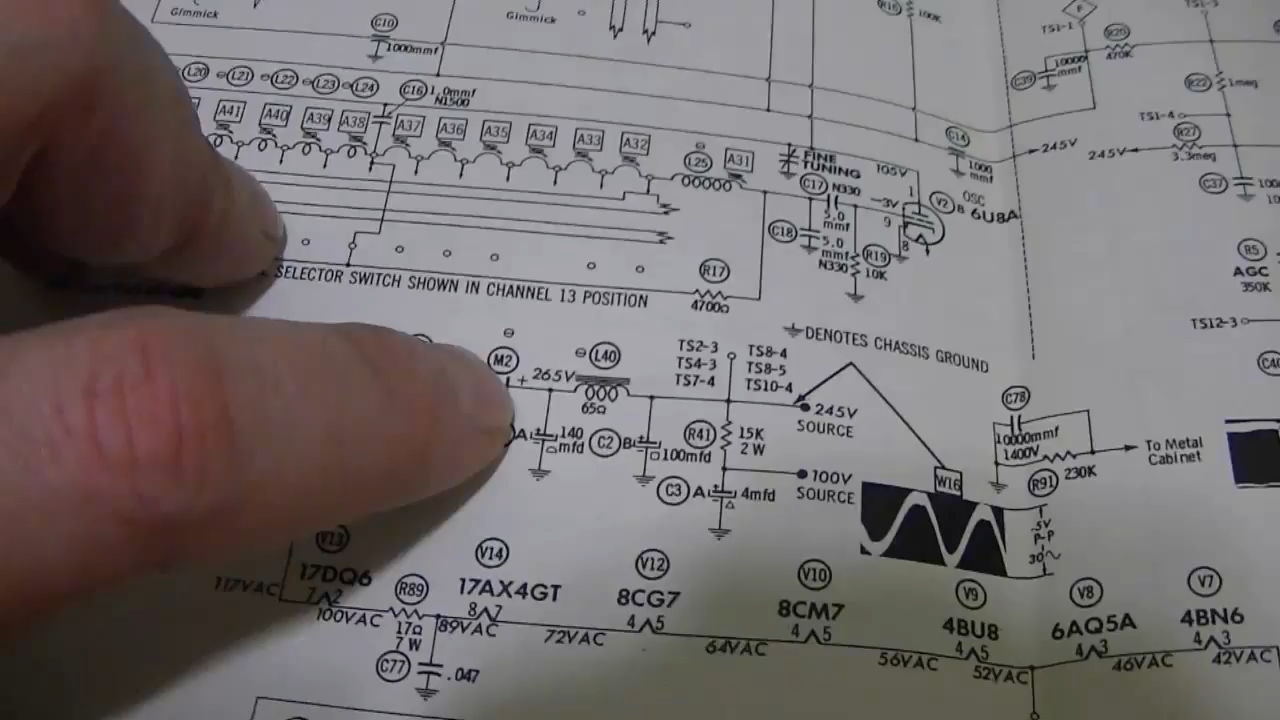 Gimmick
C10
1000mmf
Gimmick
R16
100K
TS1-1
P
R20
470K
C39
10000
mmf
TS1-3
R22
1meg
TS1-4
R27
3.3meg
245V
C37
L20
L21
L22
L23
L24
C16
1.0mmf
N1500
A41
A40
A39
A38
A37
A36
A35
A34
A33
A32
L25
A31
FINE
TUNING
C14
1000
mmf
245V
105V
C17
N330
5.0
mmf
C18
5.0
mmf
N330
R19
10K
-3V
1
9
8
V2
B
OSC
6U8A
R17
4700Ω
SELECTOR SWITCH SHOWN IN CHANNEL 13 POSITION
R5
AGC
350K
TS12-3
DENOTES CHASSIS GROUND
M2
+
265V
L40
65Ω
TS2-3
TS4-3
TS7-4
TS8-4
TS8-5
TS10-4
245V
SOURCE
A
140
mfd
C2
B
100mfd
R41
15K
2 W
100V
SOURCE
C3
A
4mfd
W16
.5V
P-P
30
C78
10000mmf
1400V
230K
R91
To Metal
Cabinet
V13
17DQ6
7 2
117VAC
100VAC
R89
17Ω
7 W
C77
.047
89VAC
V14
17AX4GT
8 7
72VAC
V12
8CG7
4 5
64VAC
V10
8CM7
4 5
56VAC
V9
4BU8
4 5
52VAC
V8
6AQ5A
4 3
46VAC
V7
4BN6
4 3
42VAC